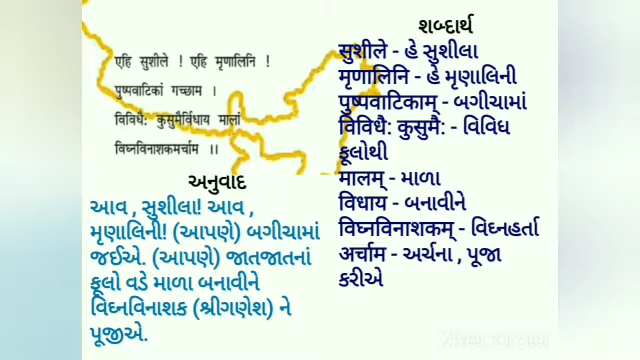 एहि सुशीले ! एहि मृणालिनि !
पुष्पवाटिकां गच्छाम ।
विविधैः कुसुमैर्विधाय मालां
विघ्नविनाशकमर्चाम ।।
અનુવાદ
આવ , સુશીલા! આવ ,
મૃણાલિની! (આપણે) બગીચામાં
જઈએ. (આપણે) જાતજાતનાં
ફૂલો વડે માળા બનાવીને
વિઘ્નવિનાશક (શ્રીગણેશ) ને
પૂજીએ.
શબ્દાર્થ
સુશીલે - હે સુશીલા
મૃણાલિનિ - હે મૃણાલિની
પુષ્પવાટિકામ્ - બગીચામાં
વિવિધૈ: કુસુમૈ: - વિવિધ
ફૂલોથી
માલમ્ - માળા
વિધાય - બનાવીને
વિઘ્નવિનાશકમ્ - વિઘ્નહર્તા
અર્ચામ - અર્ચના , પૂજા
કરીએ